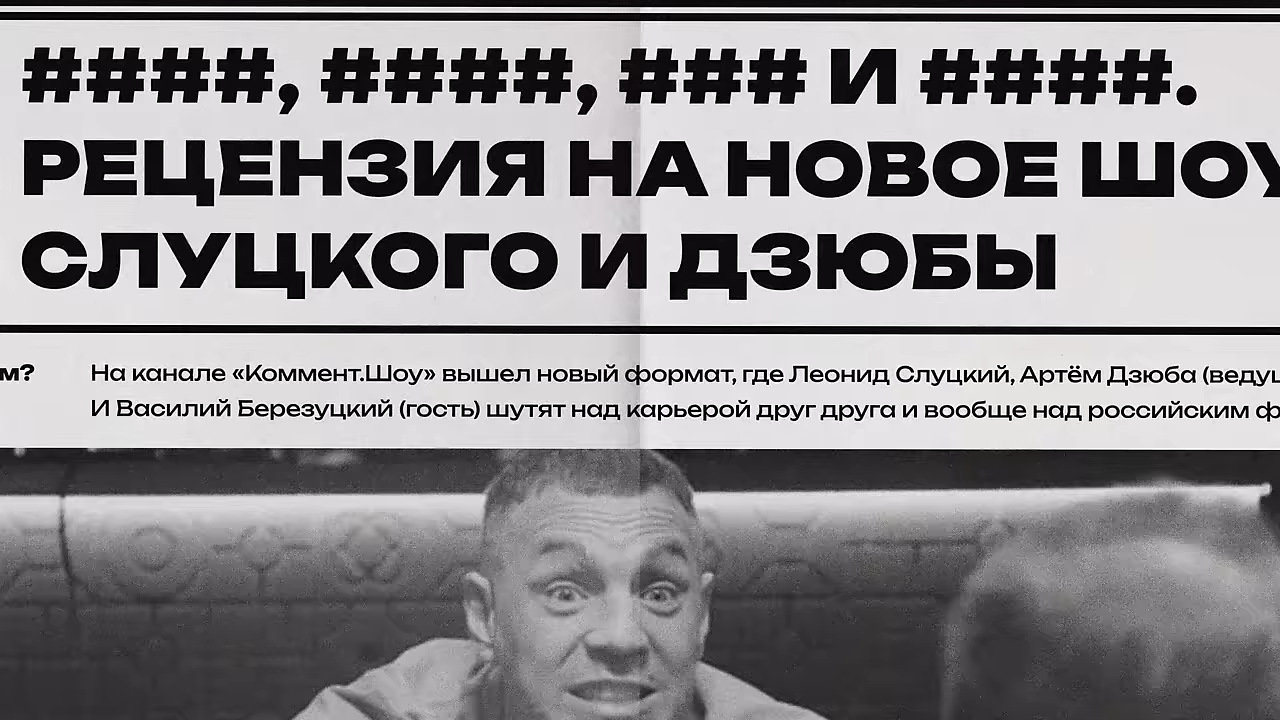 ####, ####, ### И ####.
РЕЦЕНЗИЯ НА НОВОЕ ШОУ
СЛУЦКОГО И ДЗЮБЫ
м?
На канале «Коммент.Шоу» вышел новый формат, где Леонид Слуцкий, Артём Дзюба (ведущ
И Василий Березуцкий (гость) шутят над карьерой друг друга и вообще над российским ф